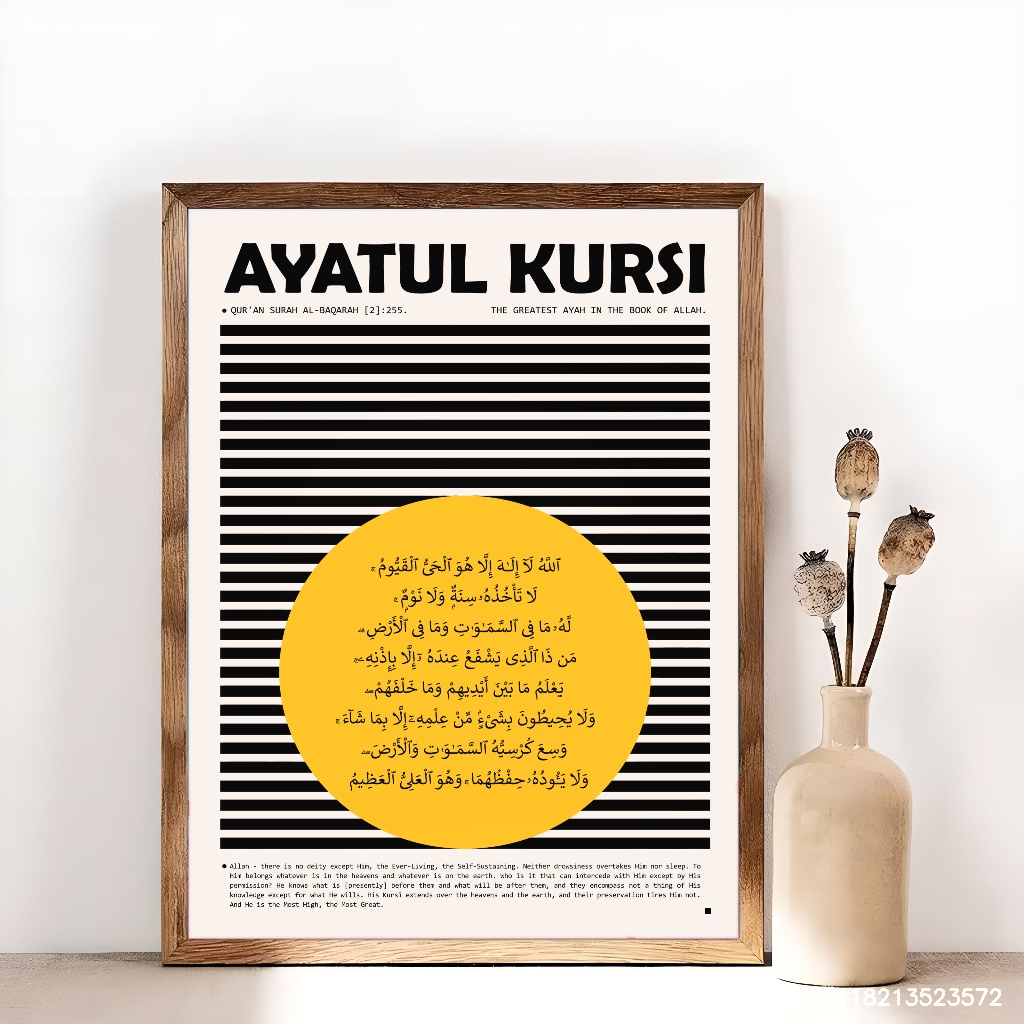 AYATUL KURSI
QUR'AN SURAH AL-BAQARAH [2]:255.
THE GREATEST AYAH IN THE BOOK OF ALLAH.
ٱللَّهُ لَآ إِلَـٰهَ إِلَّا هُوَ ٱلْحَىُّ ٱلْقَيُّومُ ۚ
لَا تَأْخُذُهُۥ سِنَةٌۭ وَلَا نَوْمٌۭ ۚ
لَّهُۥ مَا فِى ٱلسَّمَـٰوَٰتِ وَمَا فِى ٱلْأَرْضِ ۗ
مَن ذَا ٱلَّذِى يَشْفَعُ عِندَهُۥٓ إِلَّا بِإِذْنِهِۦ ۚ
يَعْلَمُ مَا بَيْنَ أَيْدِيهِمْ وَمَا خَلْفَهُمْ ۖ
وَلَا يُحِيطُونَ بِشَىْءٍۢ مِّنْ عِلْمِهِۦٓ إِلَّا بِمَا شَآءَ ۚ
وَسِعَ كُرْسِيُّهُ ٱلسَّمَـٰوَٰتِ وَٱلْأَرْضَ ۖ
وَلَا يَـُٔودُهُۥ حِفْظُهُمَا ۚ وَهُوَ ٱلْعَلِىُّ ٱلْعَظِيمُ
Allan - there is no deity except Him, the Ever-Living, the Self-Sustaining. Neither drowsiness overtakes Him nor sleep. To
Him belongs whatever is in the heavens and whatever is on the earth. Who is it that can intercede with Him except by His
permission? He knows what is [presently] before them and what will be after them, and they encompass not a thing of His
knowledge except for what He wills. His Kursi extends over the heavens and the earth, and their preservation tires Him not.
And He is the Most High, the Most Great.
18213523572